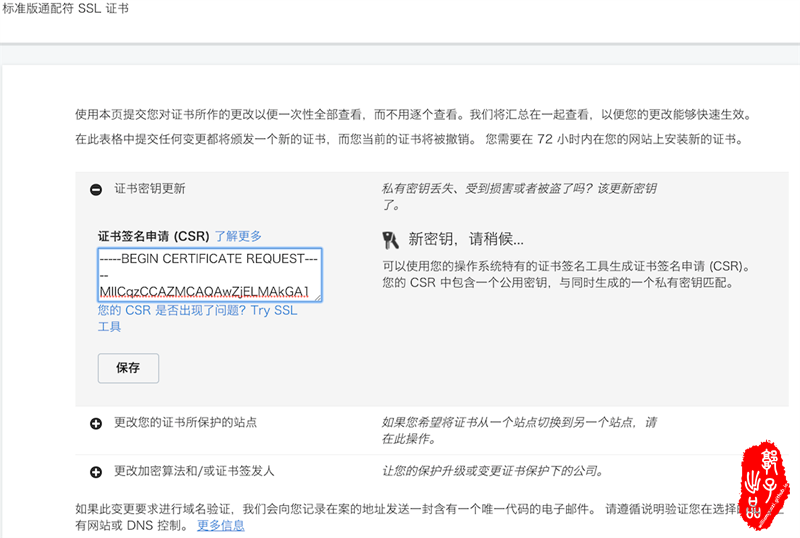 标准版通配符 SSL 证书
使用本页提交您对证书所作的更改以便一次性全部查看，而不用逐个查看。我们将汇总在一起查看，以便您的更改能够快速生效。
在此表格中提交任何变更都将颁发一个新的证书，而您当前的证书将被撤销。 您需要在 72 小时内在您的网站上安装新的证书。
证书密钥更新
私有密钥丢失、受到损害或者被盗了吗？该更新密钥
了。
证书签名申请 (CSR) 了解更多
-----BEGIN CERTIFICATE REQUEST---
--
MIICqzCCAZMCAQAwZjELMAkGA1
您的 CSR 是否出现了问题？Try SSL
工具
新密钥，请稍候...
可以使用您的操作系统特有的证书签名工具生成证书签名申请 (CSR)。
您的 CSR 中包含一个公用密钥，与同时生成的一个私有密钥匹配。
保存
更改您的证书所保护的站点
如果您希望将证书从一个站点切换到另一个站点，请
在此操作。
更改加密算法和/或证书签发人
让您的保护升级或变更证书保护下的公司。
如果此变更要求进行域名验证，我们会向您记录在案的地址发送一封含有一个唯一代码的电子邮件。 请遵循说明验证您在选择
有网站或 DNS 控制。 更多信息
郭子
出品